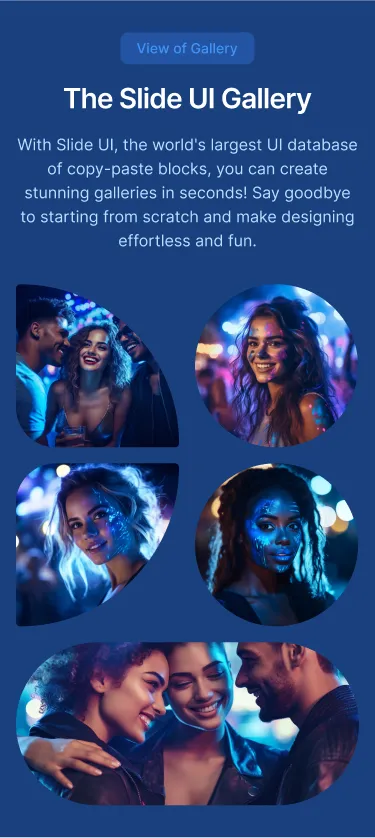 View of Gallery
The Slide UI Gallery
With Slide UI, the world's largest UI database
of copy-paste blocks, you can create
stunning galleries in seconds! Say goodbye
to starting from scratch and make designing
effortless and fun.